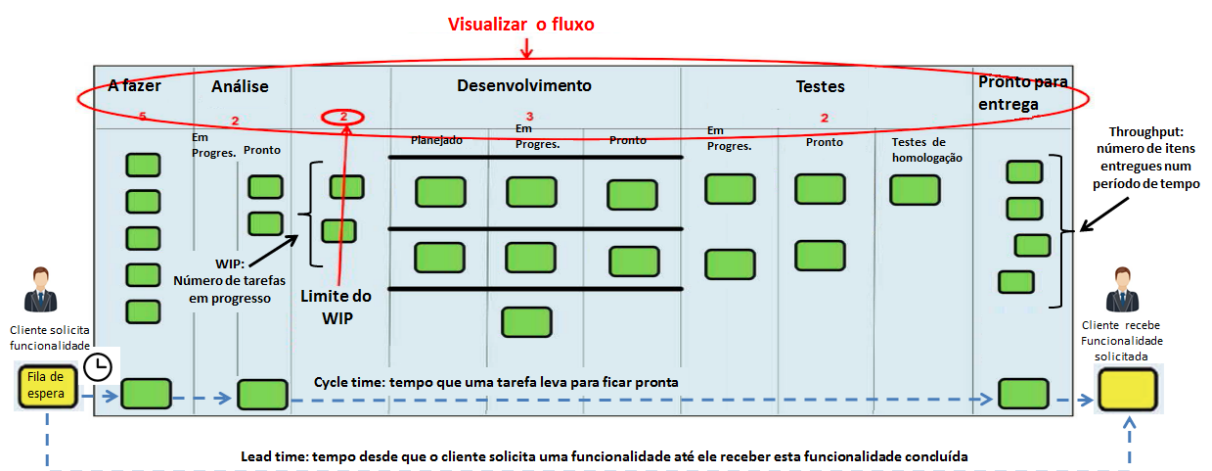 Visualizar o fluxo
A fazer
Análise
Desenvolvimento
Testes
Pronto para
entrega
5
2
2
3
2
Em
Progres.
Pronto
Planejado
Em
Progres.
Pronto
Em
Progres.
Pronto
Testes de
homologação
Throughput:
número de itens
entregues num
período de tempo
WIP:
Número de tarefas
em progresso
Limite do
WIP
Cliente solicita
funcionalidade
Cliente recebe
Funcionalidade
solicitada
Fila de
espera
Cycle time: tempo que uma tarefa leva para ficar pronta
Lead time: tempo desde que o cliente solicita uma funcionalidade até ele receber esta funcionalidade concluída